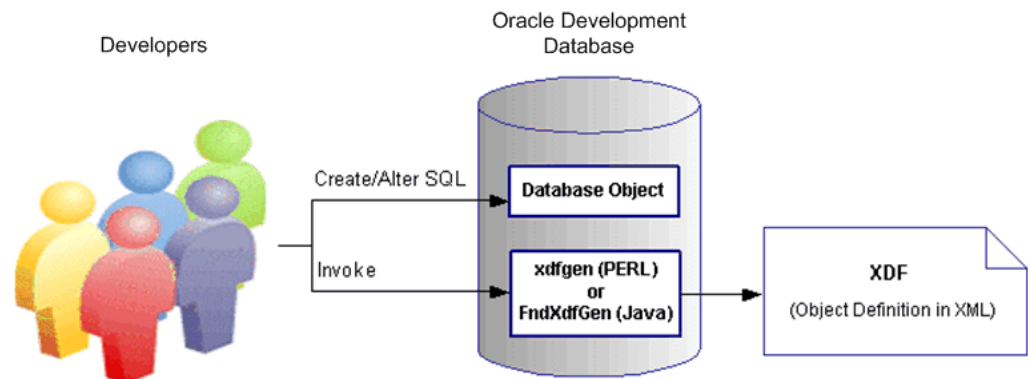 Developers
Oracle Development
Database
Create/Alter SQL
Database Object
Invoke
xdfgen (PERL)
or
FndXdfGen (Java)
XDF
(Object Definition in XML)